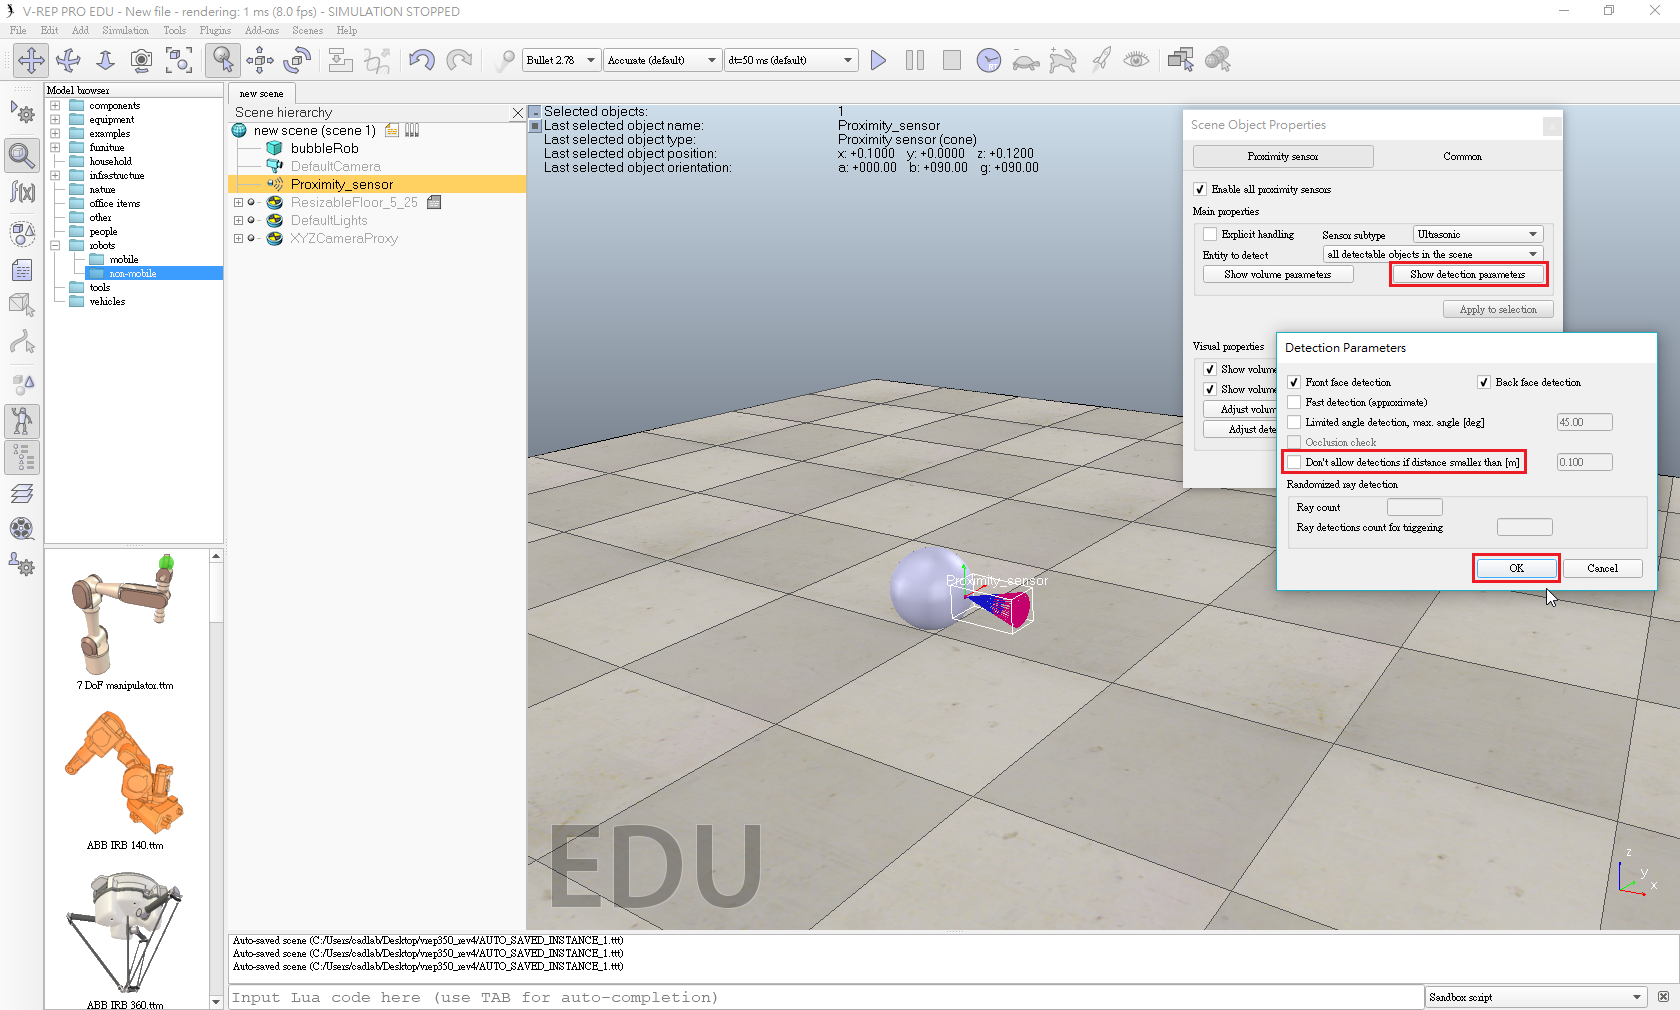 V-REP PRO EDU - New file - rendering: 1 ms (8.0 fps) - SIMULATION STOPPED
File Edit Add Simulation Tools Plugins Add-ons Scenes Help
Bullet 2.78 Accurate (default) dt=50 ms (default)
Model browser
components
equipment
examples
furniture
household
infrastructure
nature
office items
other
people
robots
mobile
non-mobile
tools
vehicles
7 DoF manipulator.ttm
ABB IRB 140.ttm
ABB IRB 360.ttm
new scene
Scene hierarchy
new scene (scene 1)
bubbleRob
DefaultCamera
Proximity_sensor
ResizableFloor_5_25
DefaultLights
XYZCameraProxy
Selected objects: 1
Last selected object name: Proximity_sensor
Last selected object type: Proximity sensor (cone)
Last selected object position: x: +0.1000 y: +0.0000 z: +0.1200
Last selected object orientation: a: +000.00 b: +090.00 g: +090.00
Proximity_sensor
EDU
z
y
x
Scene Object Properties
Proximity sensor Common
Enable all proximity sensors
Main properties
Explicit handling Sensor subtype Ultrasonic
Entity to detect all detectable objects in the scene
Show volume parameters Show detection parameters
Apply to selection
Visual properties
Show volume
Show volume
Adjust volum
Adjust dete
Detection Parameters
Front face detection Back face detection
Fast detection (approximate)
Limited angle detection, max. angle [deg] 45.00
Occlusion check
Don't allow detections if distance smaller than [m] 0.100
Randomized ray detection
Ray count
Ray detections count for triggering
OK Cancel
Auto-saved scene (C:/Users/cadlab/Desktop/vrep350_rev4/AUTO_SAVED_INSTANCE_1.ttt)
Auto-saved scene (C:/Users/cadlab/Desktop/vrep350_rev4/AUTO_SAVED_INSTANCE_1.ttt)
Auto-saved scene (C:/Users/cadlab/Desktop/vrep350_rev4/AUTO_SAVED_INSTANCE_1.ttt)
Input Lua code here (use TAB for auto-completion) Sandbox script